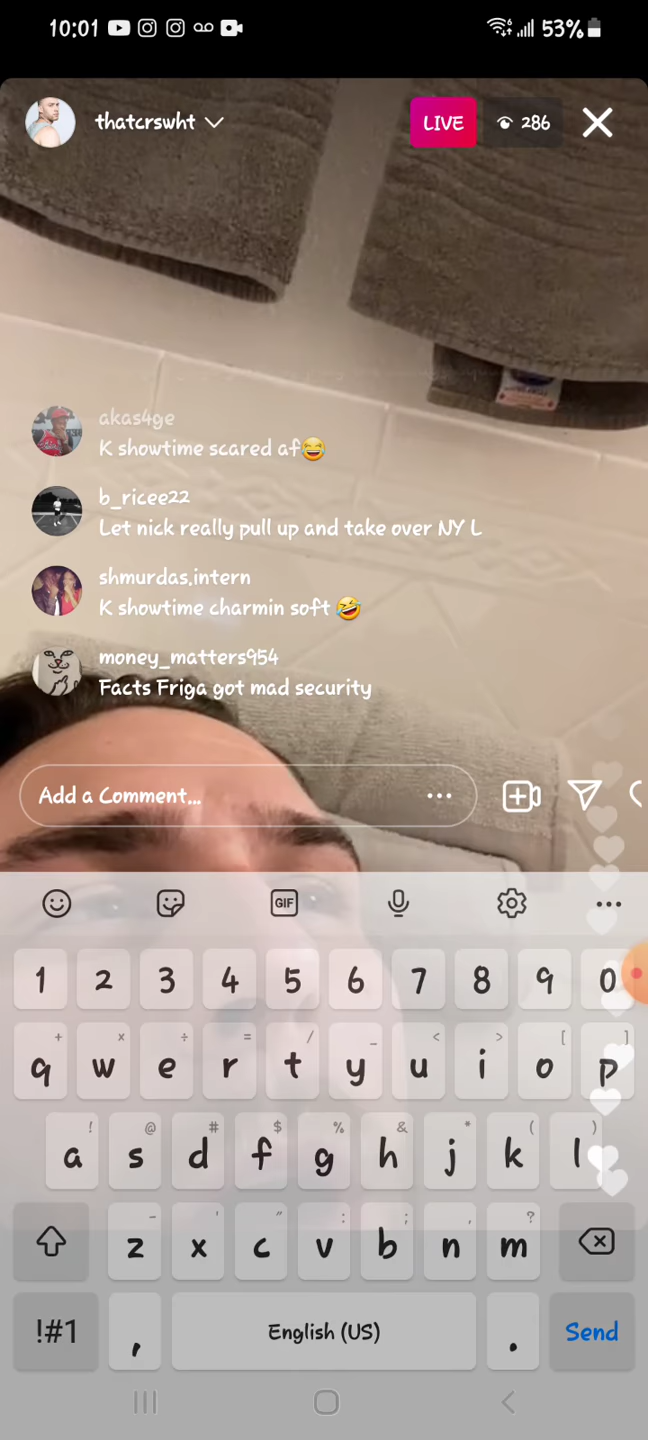 10:01 53%
thatcrswht LIVE 286
akas4ge
K showtime scared af😂
b_ricee22
Let nick really pull up and take over NY L
shmurdas.intern
K showtime charmin soft 🤣
money_matters954
Facts Friga got mad security
Add a Comment...
GIF
1 2 3 4 5 6 7 8 9 0
+ × ÷ = / _ < > [ ]
q w e r t y u i o p
! @ # $ % & * ( )
a s d f g h j k l
- ' " : ; , ?
z x c v b n m
!#1 , English (US) . Send